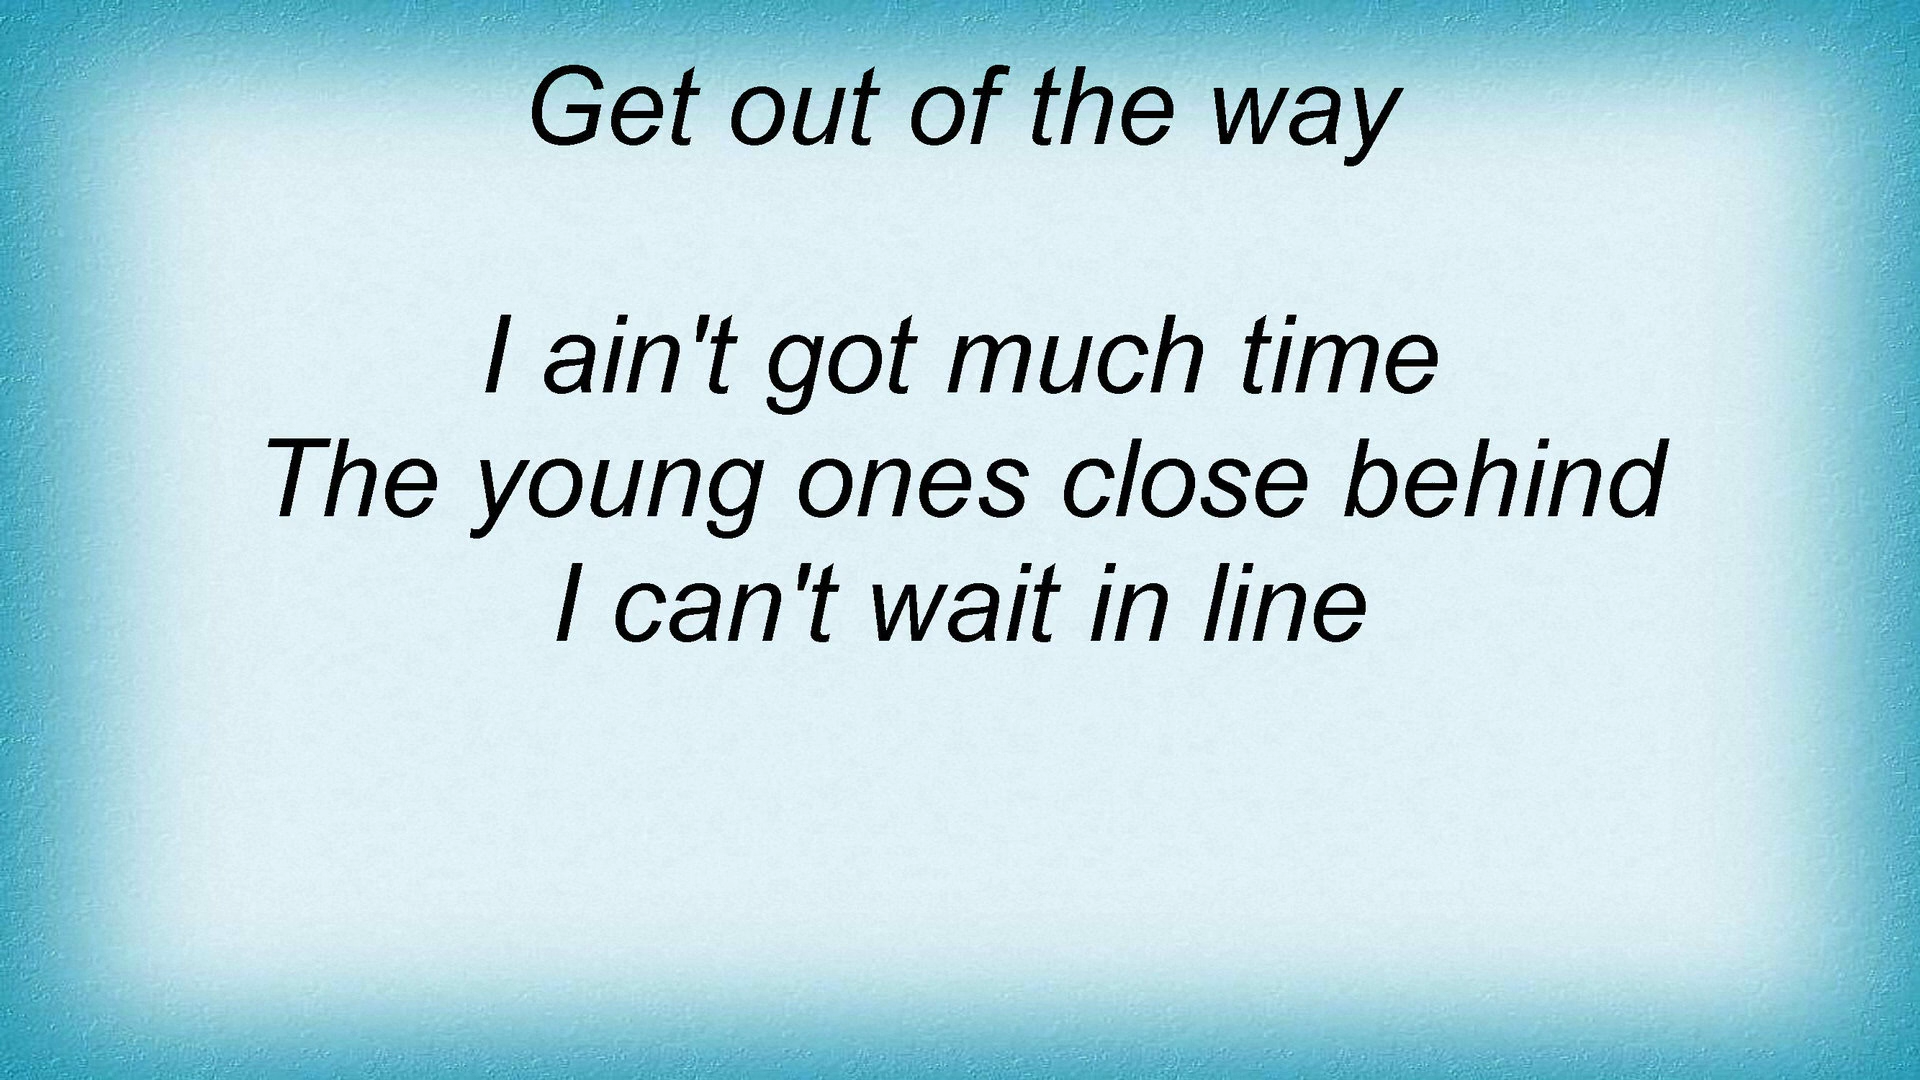 Get out of the way
I ain't got much time
The young ones close behind
I can't wait in line